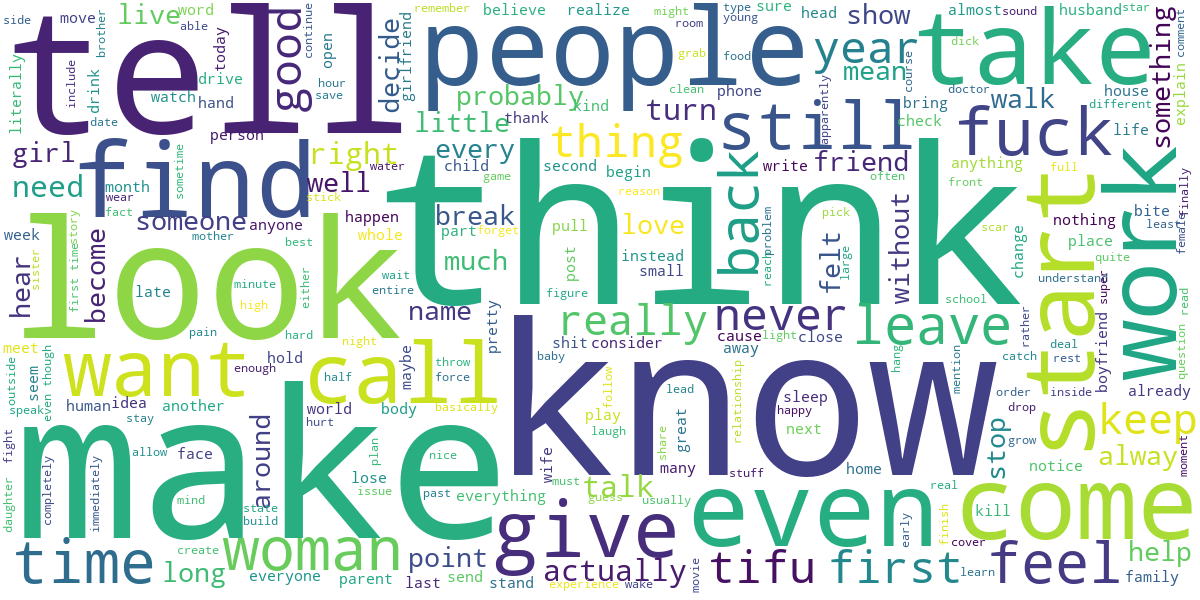 tell
people
take
think
know
make
look
find
come
work
start
call
want
even
give
feel
time
woman
fuck
still
thing
year
back
good
really
never
leave
first
tifu
keep
actually
talk
long
point
help
alway
stop
family
right
well
need
girl
live
someone
little
probably
every
break
much
name
love
turn
friend
felt
without
walk
show
mean
something
decide
girlfriend
become
hear
around
side
move
word
able
brother
remember
believe
realize
might
room
young
type
food
sure
head
almost
sound
husband
star
comment
literally
include
drink
drive
today
continue
open
hour
save
watch
hand
date
person
kind
thank
phone
grab
clean
course
dick
doctor
house
different
explain
bring
check
apparently
life
month
wear
fact
sometime
water
stick
child
game
second
begin
write
reason
often
anything
front
full
nothing
bite
least
female
finally
week
sister
story
first time
mother
anyone
best
happen
whole
forget
part
pull
post
instead
small
reach
problem
pick
large
scar
change
place
quite
understand
super
read
question
late
minute
high
either
wait
entire
figure
school
pain
hard
night
pretty
shit
consider
cause
light
away
close
hang
mention
rather
catch
deal
rest
boyfriend
already
meet
outside
seem
even though
speak
hold
enough
half
maybe
throw
force
basically
baby
follow
lead
relationship
sleep
happy
next
order
inside
drop
grow
notice
moment
human
idea
another
stay
world
hurt
body
play
laugh
share
great
many
stuff
home
fight
daughter
completely
immediately
allow
face
mind
state
build
lose
issue
plan
nice
past
everything
wife
must
guess
usually
real
early
finish
kill
cover
learn
create
everyone
parent
last
send
stand
experience
wake
movie